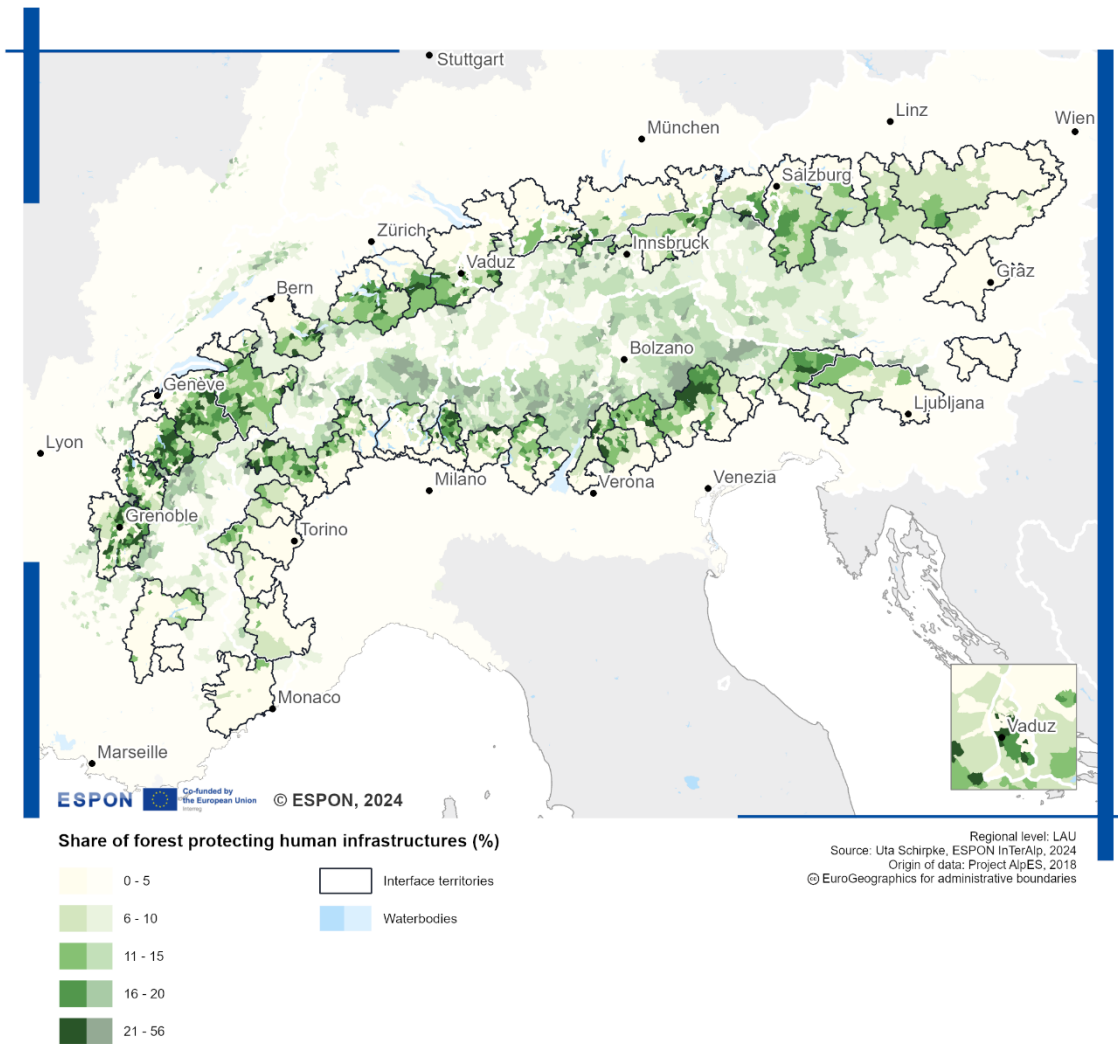 Stuttgart
Linz
Wien
München
Salzburg
Zürich
Innsbruck
Vaduz
Graz
Bern
Bolzano
Genève
Ljubljana
Lyon
Milano
Verona
Venezia
Grenoble
Torino
Monaco
Vaduz
Marseille
ESPON
Co-funded by
the European Union
Interreg
© ESPON, 2024
Share of forest protecting human infrastructures (%)
0 - 5
6 - 10
11 - 15
16 - 20
21 - 56
Interface territories
Waterbodies
Regional level: LAU
Source: Uta Schirpke, ESPON InTerAlp, 2024
Origin of data: Project AlpES, 2018
cc EuroGeographics for administrative boundaries